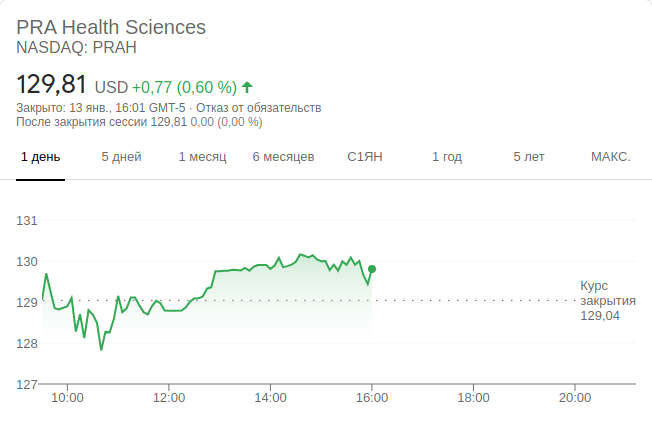 PRA Health Sciences
NASDAQ: PRAH
129,81 USD +0,77 (0,60 %)
Закрыто: 13 янв., 16:01 GMT-5 · Отказ от обязательств
После закрытия сессии 129,81 0,00 (0,00 %)
1 день 5 дней 1 месяц 6 месяцев С1ЯН 1 год 5 лет МАКС.
131
130
129
128
127
Курс
закрытия
129,04
10:00 12:00 14:00 16:00 18:00 20:00